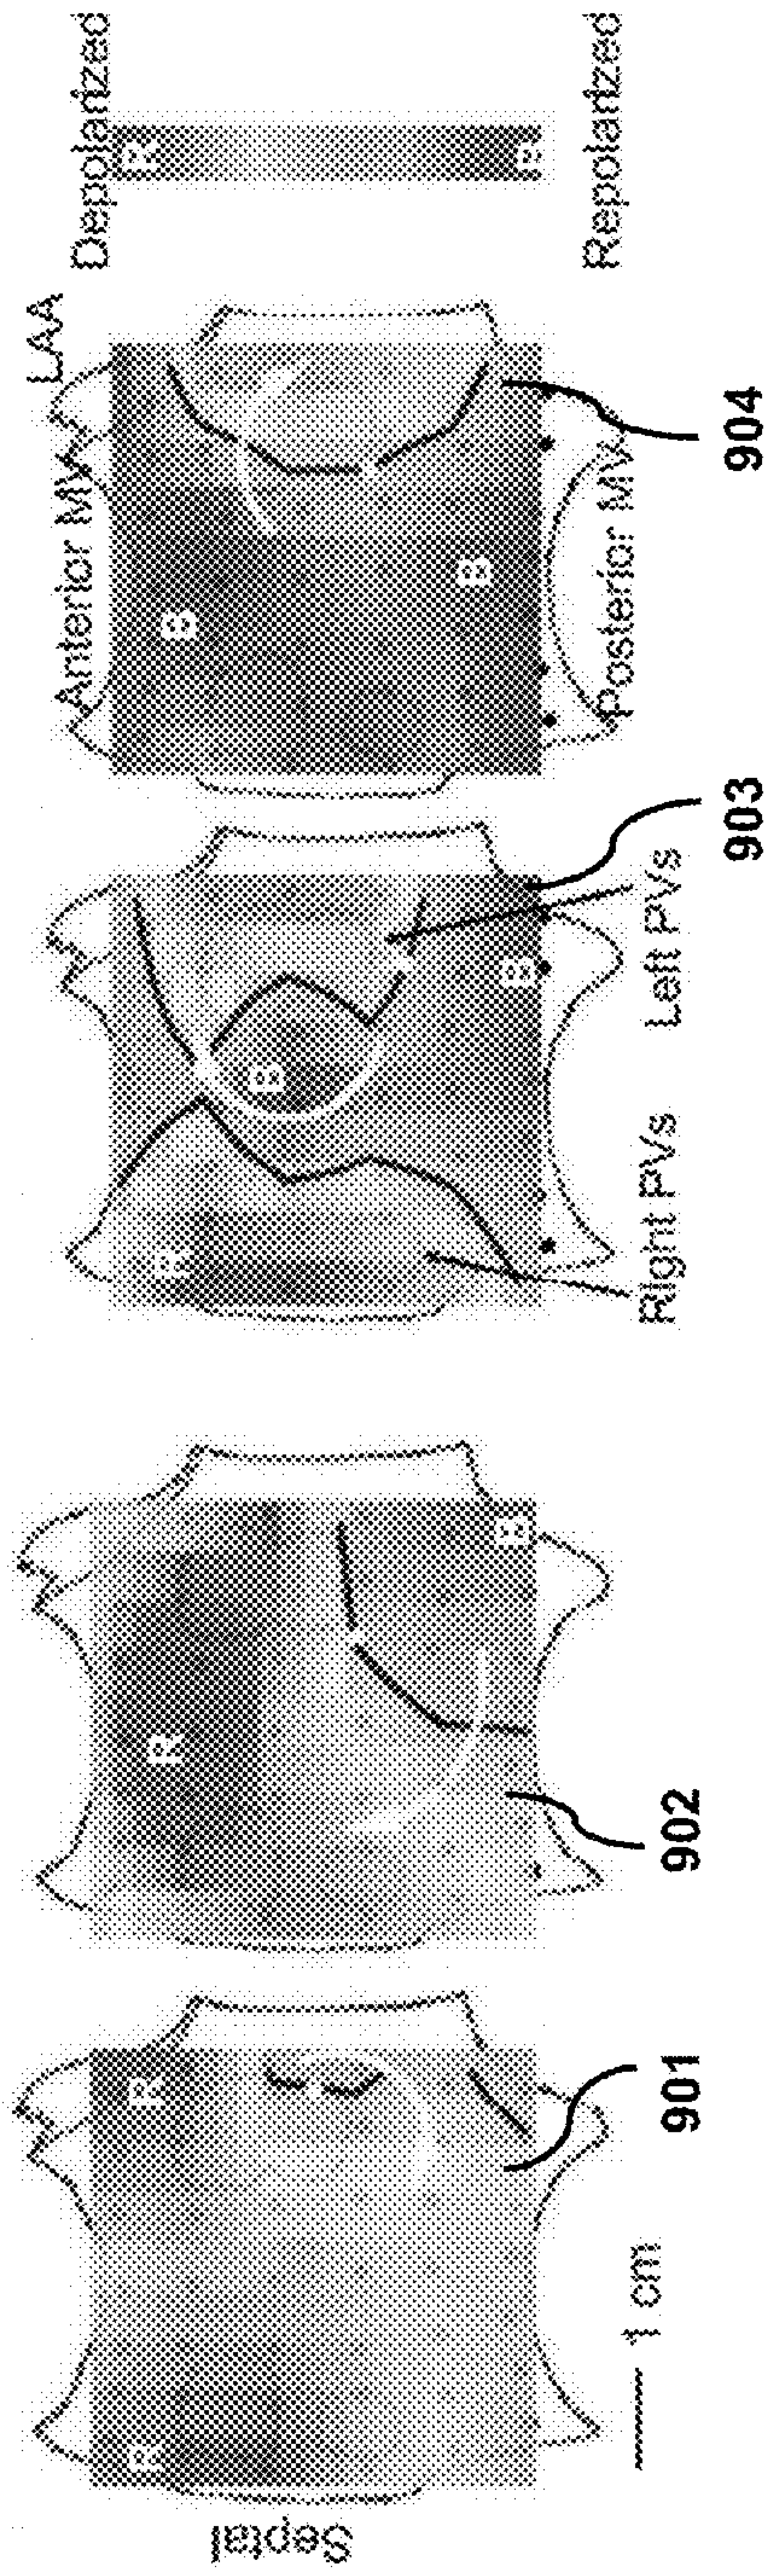 Septal
R
R
901
1 cm
R
B
902
R
B
B
903
Right PVs
Left PVs
Anterior MV
LAA
B
B
904
Posterior MV
Depolarized
R
B
Repolarized